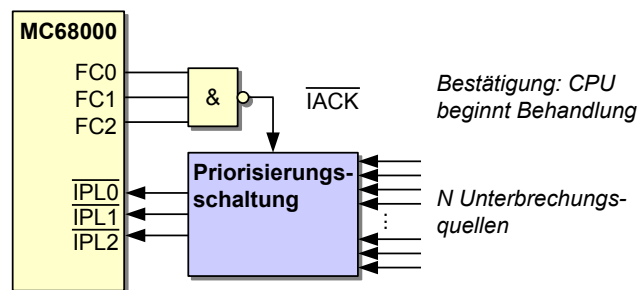 MC68000
FC0
FC1
FC2
&
IACK
Bestätigung: CPU
beginnt Behandlung
IPL0
IPL1
IPL2
Priorisierungs-
schaltung
N Unterbrechungs-
quellen
...